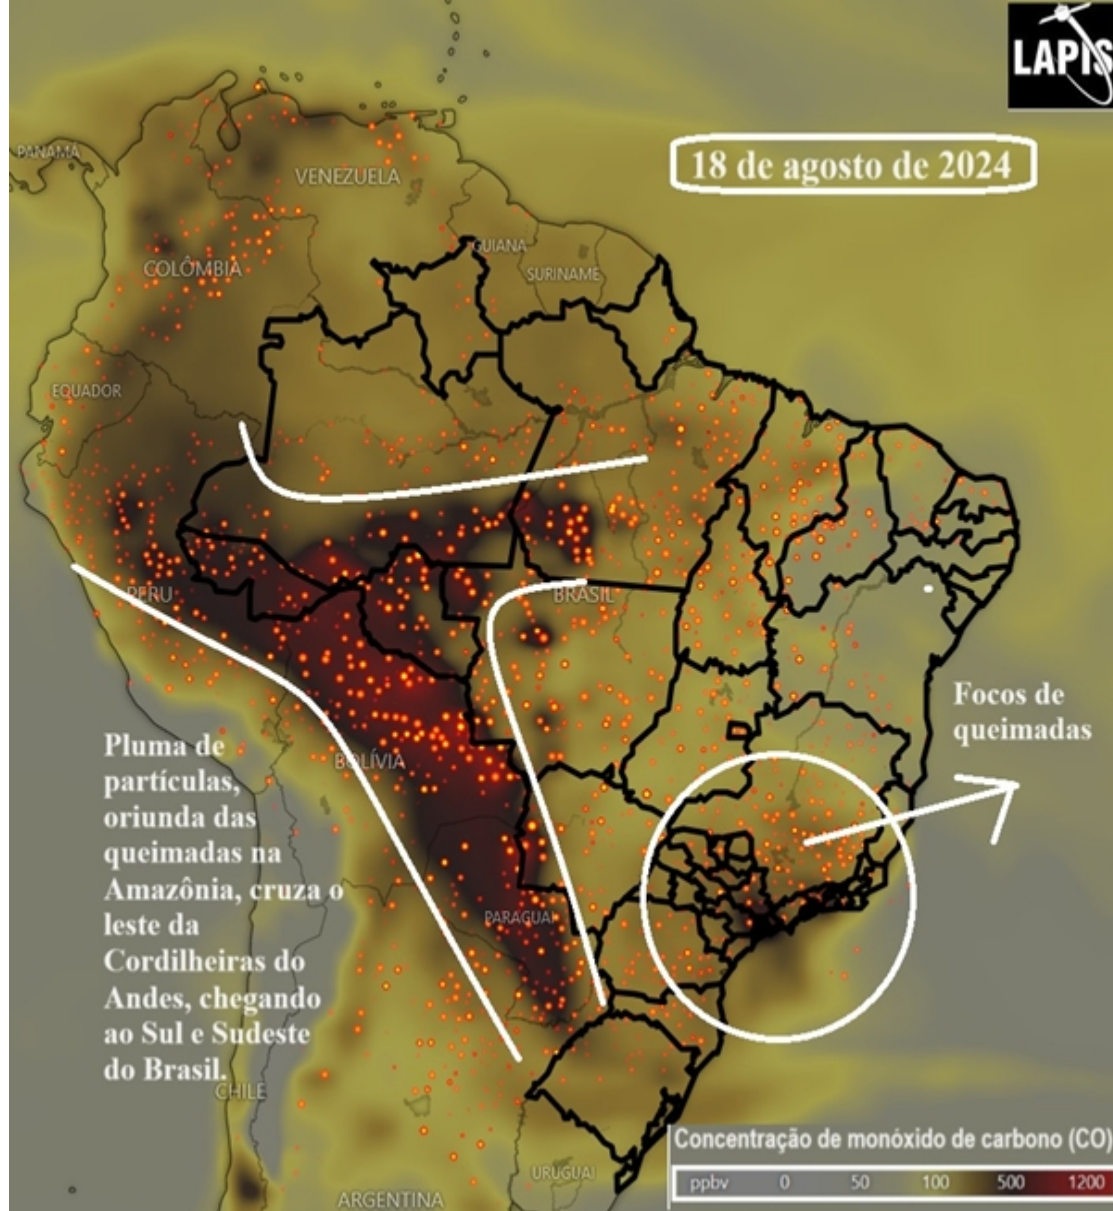 LAPIS
PANAMÁ
18 de agosto de 2024
VENEZUELA
GUIANA
COLÔMBIA
SURINAME
EQUADOR
PERU
BRASIL
Focos de
queimadas
Pluma de
partículas,
oriunda das
queimadas na
Amazônia, cruza o
leste da
Cordilheiras do
Andes, chegando
ao Sul e Sudeste
do Brasil.
BOLÍVIA
PARAGUAI
CHILE
Concentração de monóxido de carbono (CO)
ppbv 0 50 100 500 1200
URUGUAI
ARGENTINA